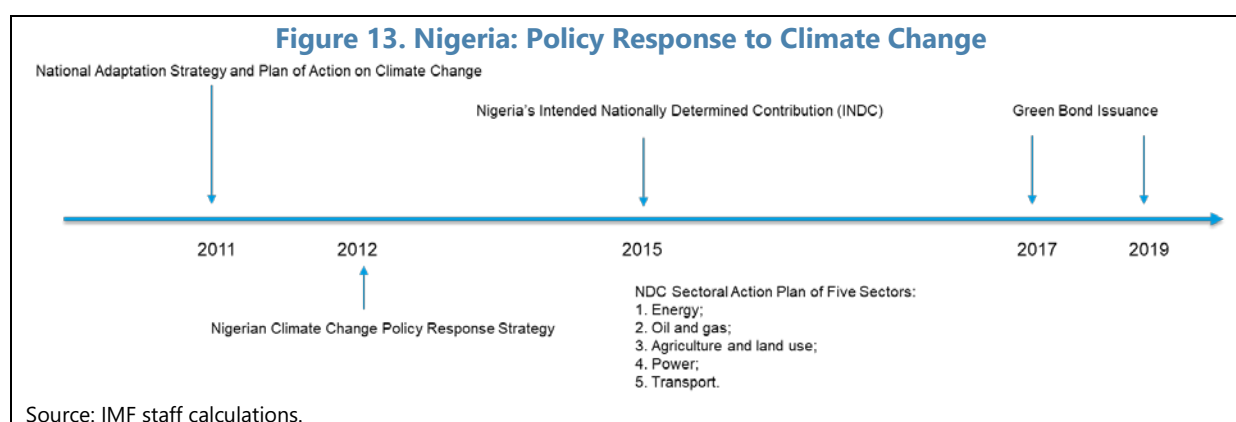 Figure 13. Nigeria: Policy Response to Climate Change
National Adaptation Strategy and Plan of Action on Climate Change
Nigeria's Intended Nationally Determined Contribution (INDC)
Green Bond Issuance
2011
2012
2015
2017
2019
Nigerian Climate Change Policy Response Strategy
NDC Sectoral Action Plan of Five Sectors:
1. Energy;
2. Oil and gas;
3. Agriculture and land use;
4. Power;
5. Transport.
Source: IMF staff calculations.